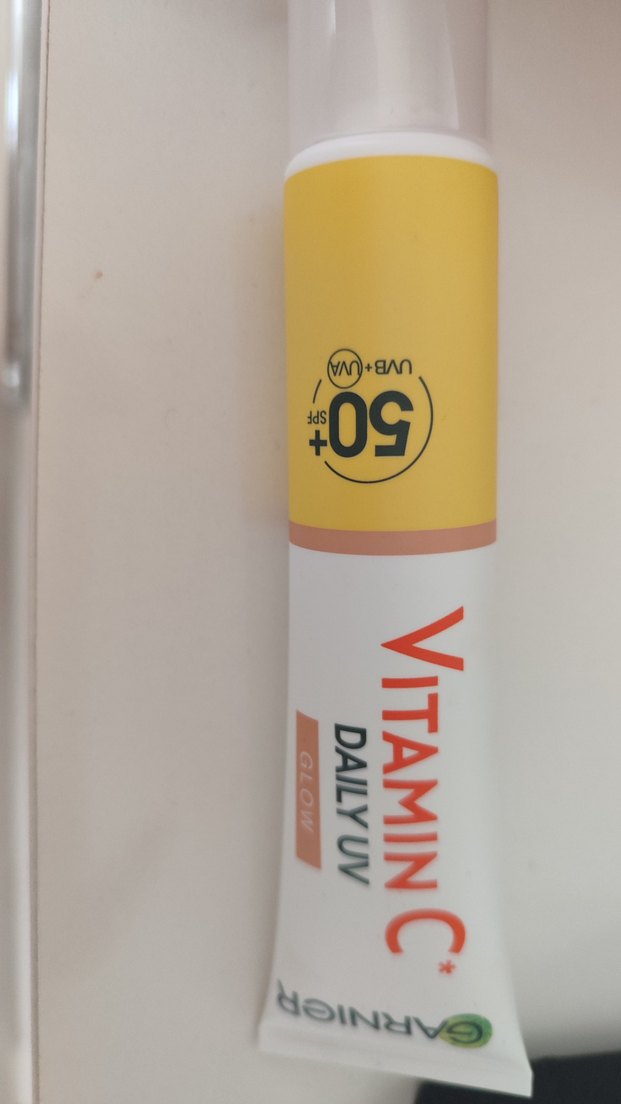 GARNIER
VITAMIN C*
DAILY UV
GLOW
50+
SPF
UVB+UVA